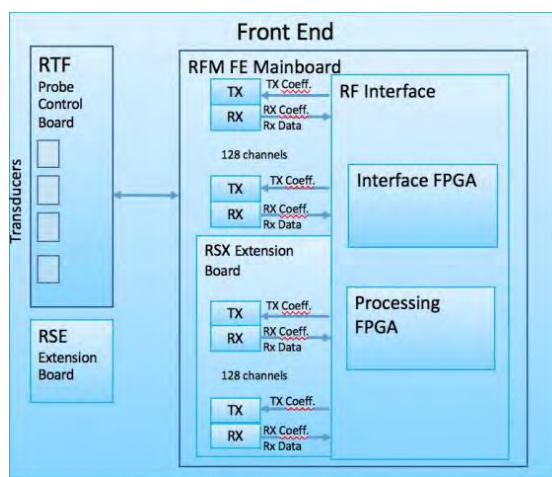 Front End
RTF
Probe
Control
Board
Transducers
RSE
Extension
Board
RFM FE Mainboard
TX Coeff.
TX
RX
RX Coeff.
Rx Data
128 channels
TX Coeff.
TX
RX
RX Coeff.
Rx Data
RSX Extension
Board
TX Coeff.
TX
RX
RX Coeff.
Rx Data
128 channels
TX Coeff.
TX
RX
RX Coeff.
Rx Data
RF Interface
Interface FPGA
Processing
FPGA